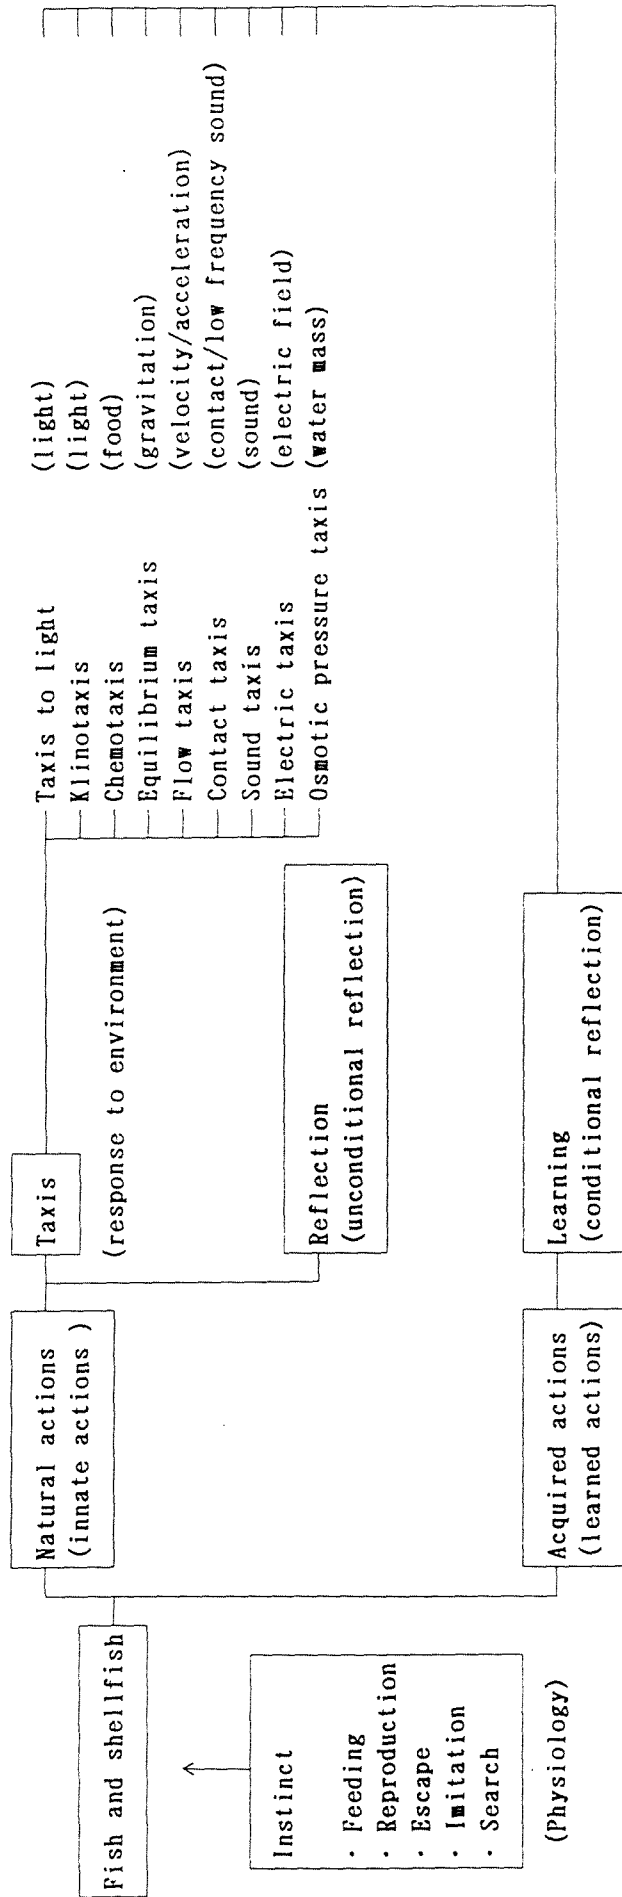 Fish and shellfish
Instinct
· Feeding
· Reproduction
· Escape
· Imitation
· Search
(Physiology)
Natural actions
(innate actions )
Acquired actions
(learned actions)
Taxis
(response to environment)
Reflection
(unconditional reflection)
Learning
(conditional reflection)
Taxis to light (light)
Klinotaxis (light)
Chemotaxis (food)
Equilibrium taxis (gravitation)
Flow taxis (velocity/acceleration)
Contact taxis (contact/low frequency sound)
Sound taxis (sound)
Electric taxis (electric field)
Osmotic pressure taxis (water mass)